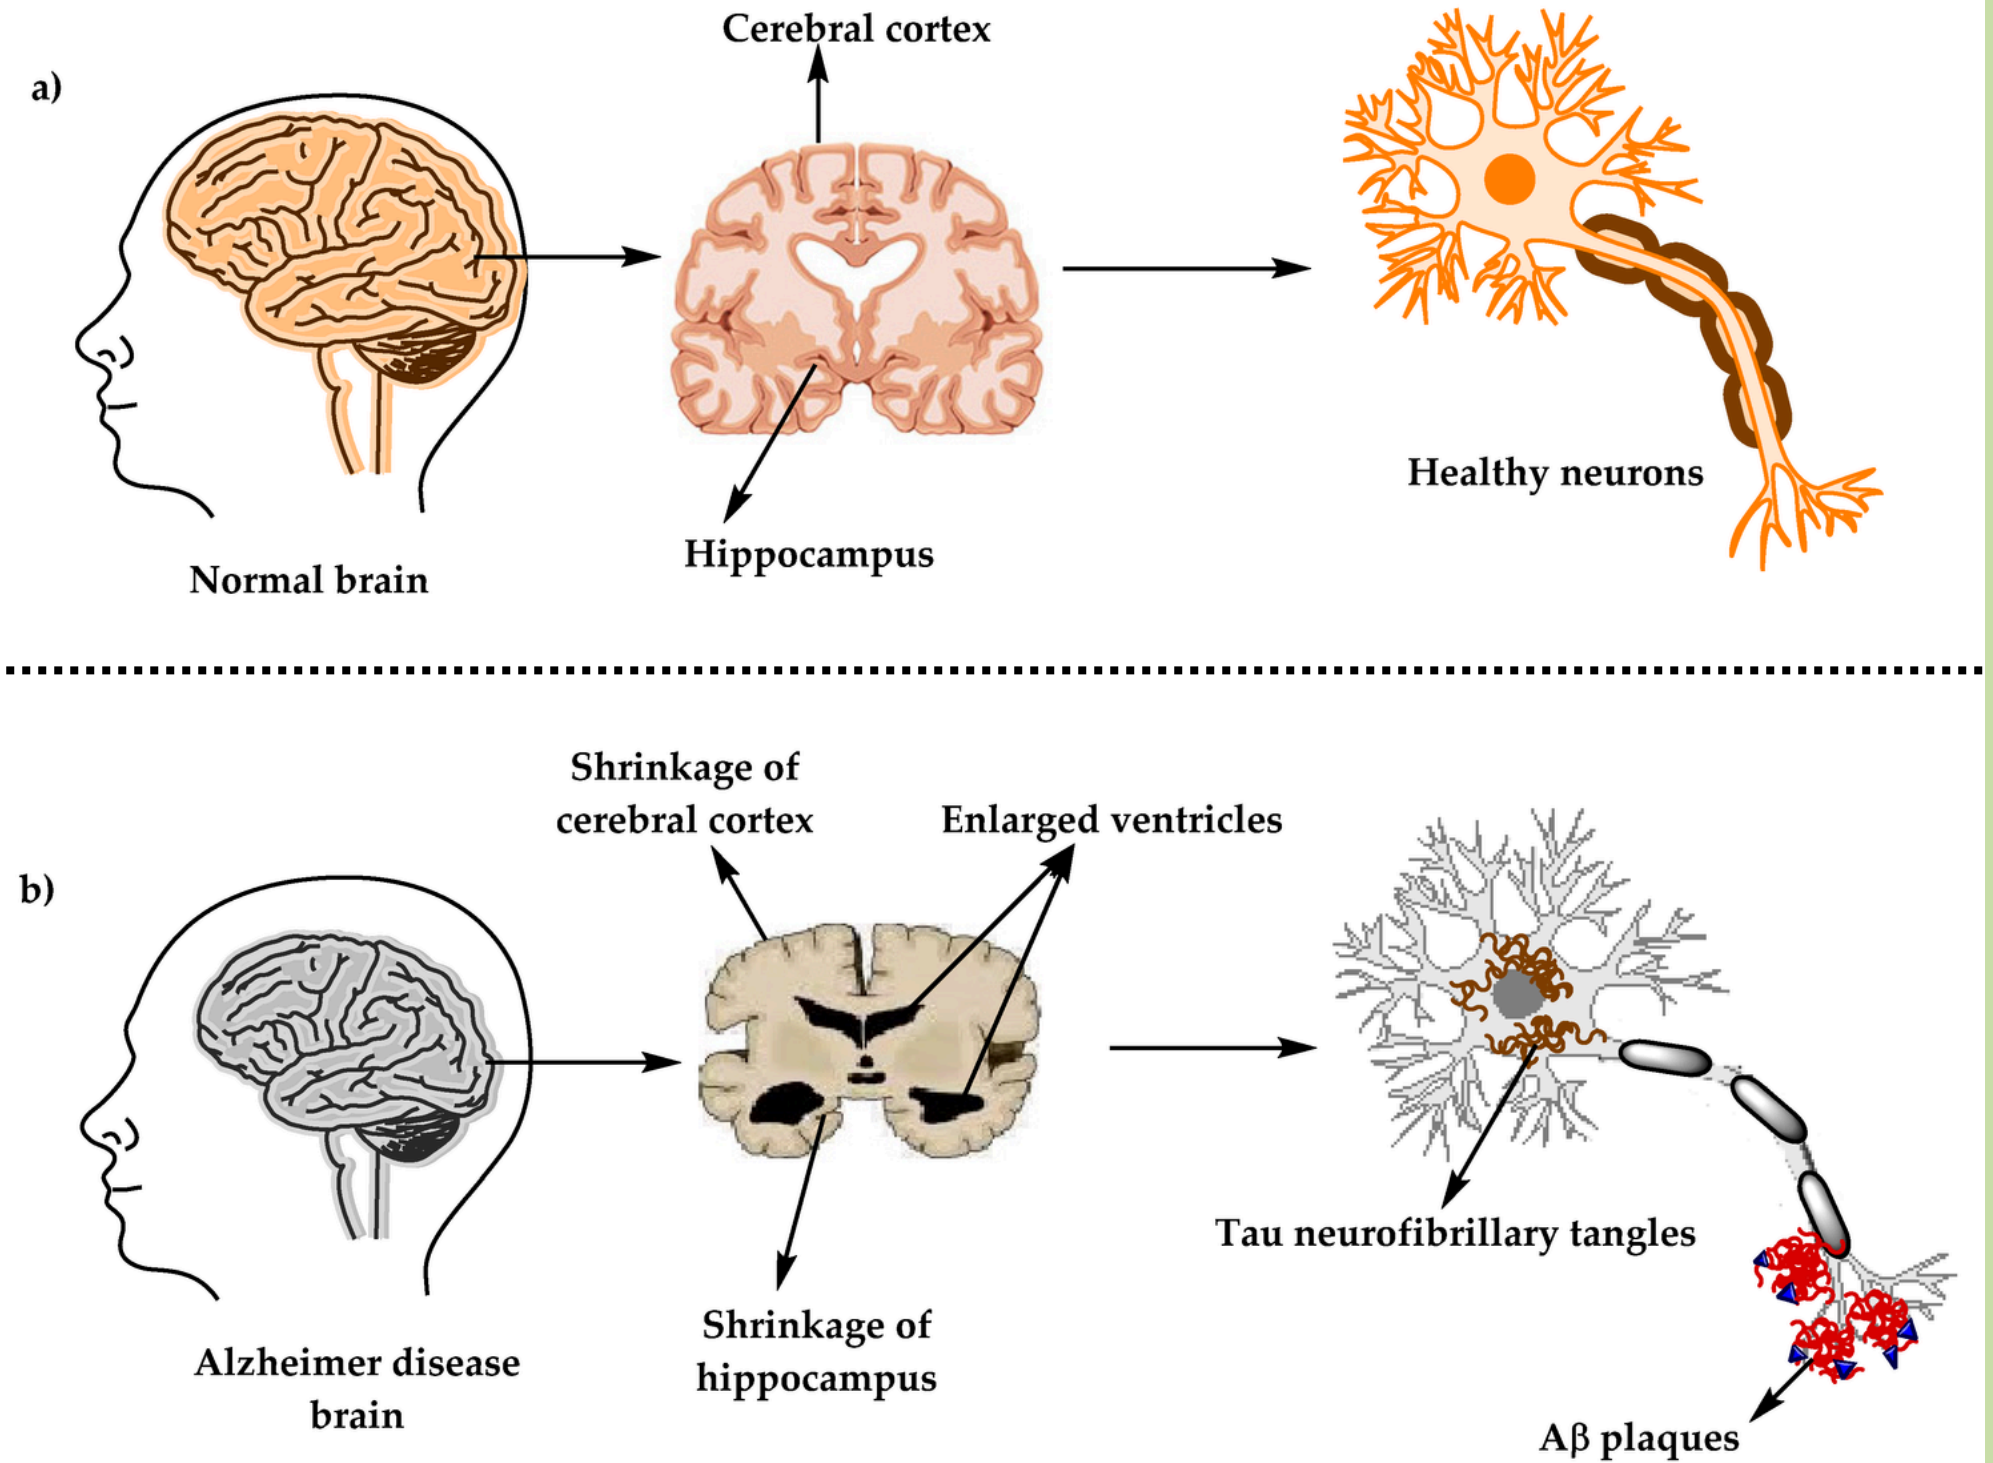 a)
Cerebral cortex
Hippocampus
Normal brain
Healthy neurons
b)
Shrinkage of
cerebral cortex
Enlarged ventricles
Tau neurofibrillary tangles
Shrinkage of
hippocampus
Alzheimer disease
brain
Aβ plaques